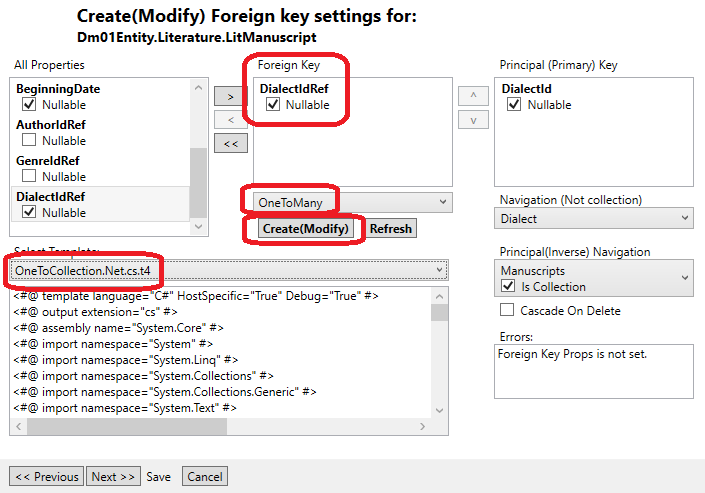 Create(Modify) Foreign key settings for:
Dm01Entity.Literature.LitManuscript
All Properties
BeginningDate
Nullable
AuthorIdRef
Nullable
GenreIdRef
Nullable
DialectIdRef
Nullable
>
<
<<
Foreign Key
DialectIdRef
Nullable
OneToMany
Create(Modify)
Refresh
^
v
Principal (Primary) Key
DialectId
Nullable
Navigation (Not collection)
Dialect
Principal(Inverse) Navigation
Manuscripts
Is Collection
Cascade On Delete
Errors:
Foreign Key Props is not set.
Select Template:
OneToCollection.Net.cs.t4
<#@ template language="C#" HostSpecific="True" Debug="True" #>
<#@ output extension="cs" #>
<#@ assembly name="System.Core" #>
<#@ import namespace="System" #>
<#@ import namespace="System.Linq" #>
<#@ import namespace="System.Collections" #>
<#@ import namespace="System.Collections.Generic" #>
<#@ import namespace="System.Text" #>
<< Previous
Next >>
Save
Cancel